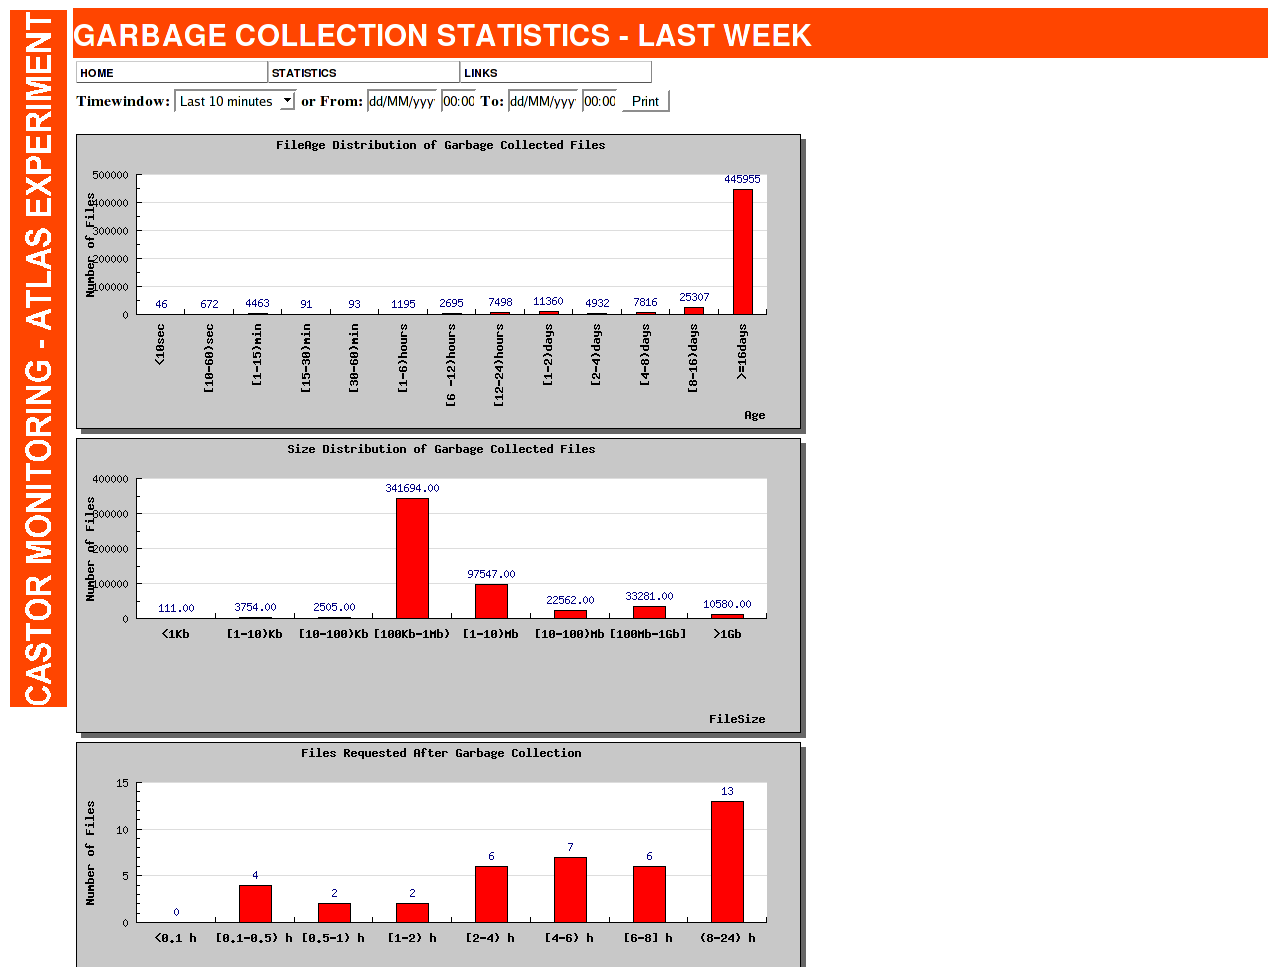 CASTOR MONITORING - ATLAS EXPERIMENT
GARBAGE COLLECTION STATISTICS - LAST WEEK
HOME STATISTICS LINKS
Timewindow: Last 10 minutes or From: dd/MM/yyy 00:00 To: dd/MM/yyy 00:00 Print
FileAge Distribution of Garbage Collected Files
Number of Files
500000
400000
300000
200000
100000
0
46 672 4463 91 93 1195 2695 7498 11360 4932 7816 25307 445955
<10sec [10-60)sec [1-15)min [15-30)min [30-60)min [1-6)hours [6 -12)hours [12-24)hours [1-2)days [2-4)days [4-8)days [8-16)days >=16days
Age
Size Distribution of Garbage Collected Files
Number of Files
400000
300000
200000
100000
0
111.00 3754.00 2505.00 341694.00 97547.00 22562.00 33281.00 10580.00
<1Kb [1-10)Kb [10-100)Kb [100Kb-1Mb) [1-10)Mb [10-100)Mb [100Mb-1Gb] >1Gb
FileSize
Files Requested After Garbage Collection
Number of Files
15
10
5
0
0 4 2 2 6 7 6 13
<0.1 h [0.1-0.5) h [0.5-1) h [1-2) h [2-4) h [4-6) h [6-8] h (8-24) h